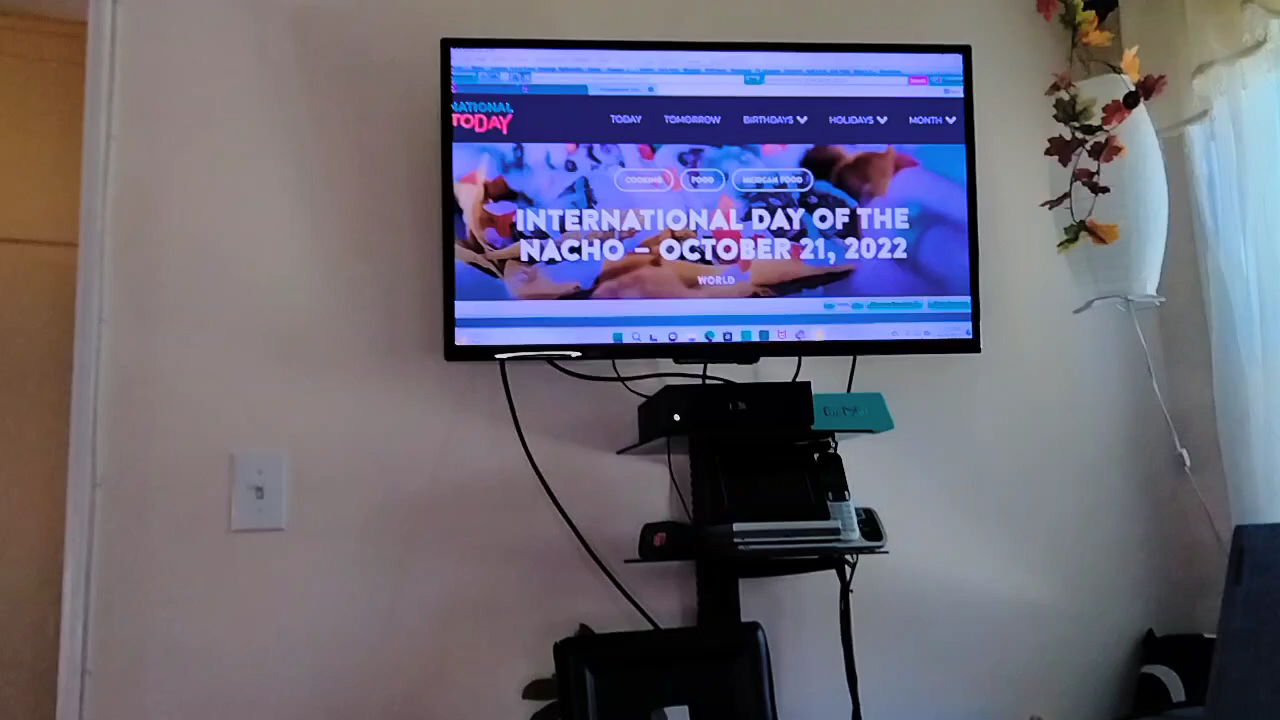 NATIONAL
TODAY
TODAY TOMORROW BIRTHDAYS HOLIDAYS MONTH
COOKING FOOD MEXICAN FOOD
INTERNATIONAL DAY OF THE
NACHO – OCTOBER 21, 2022
WORLD